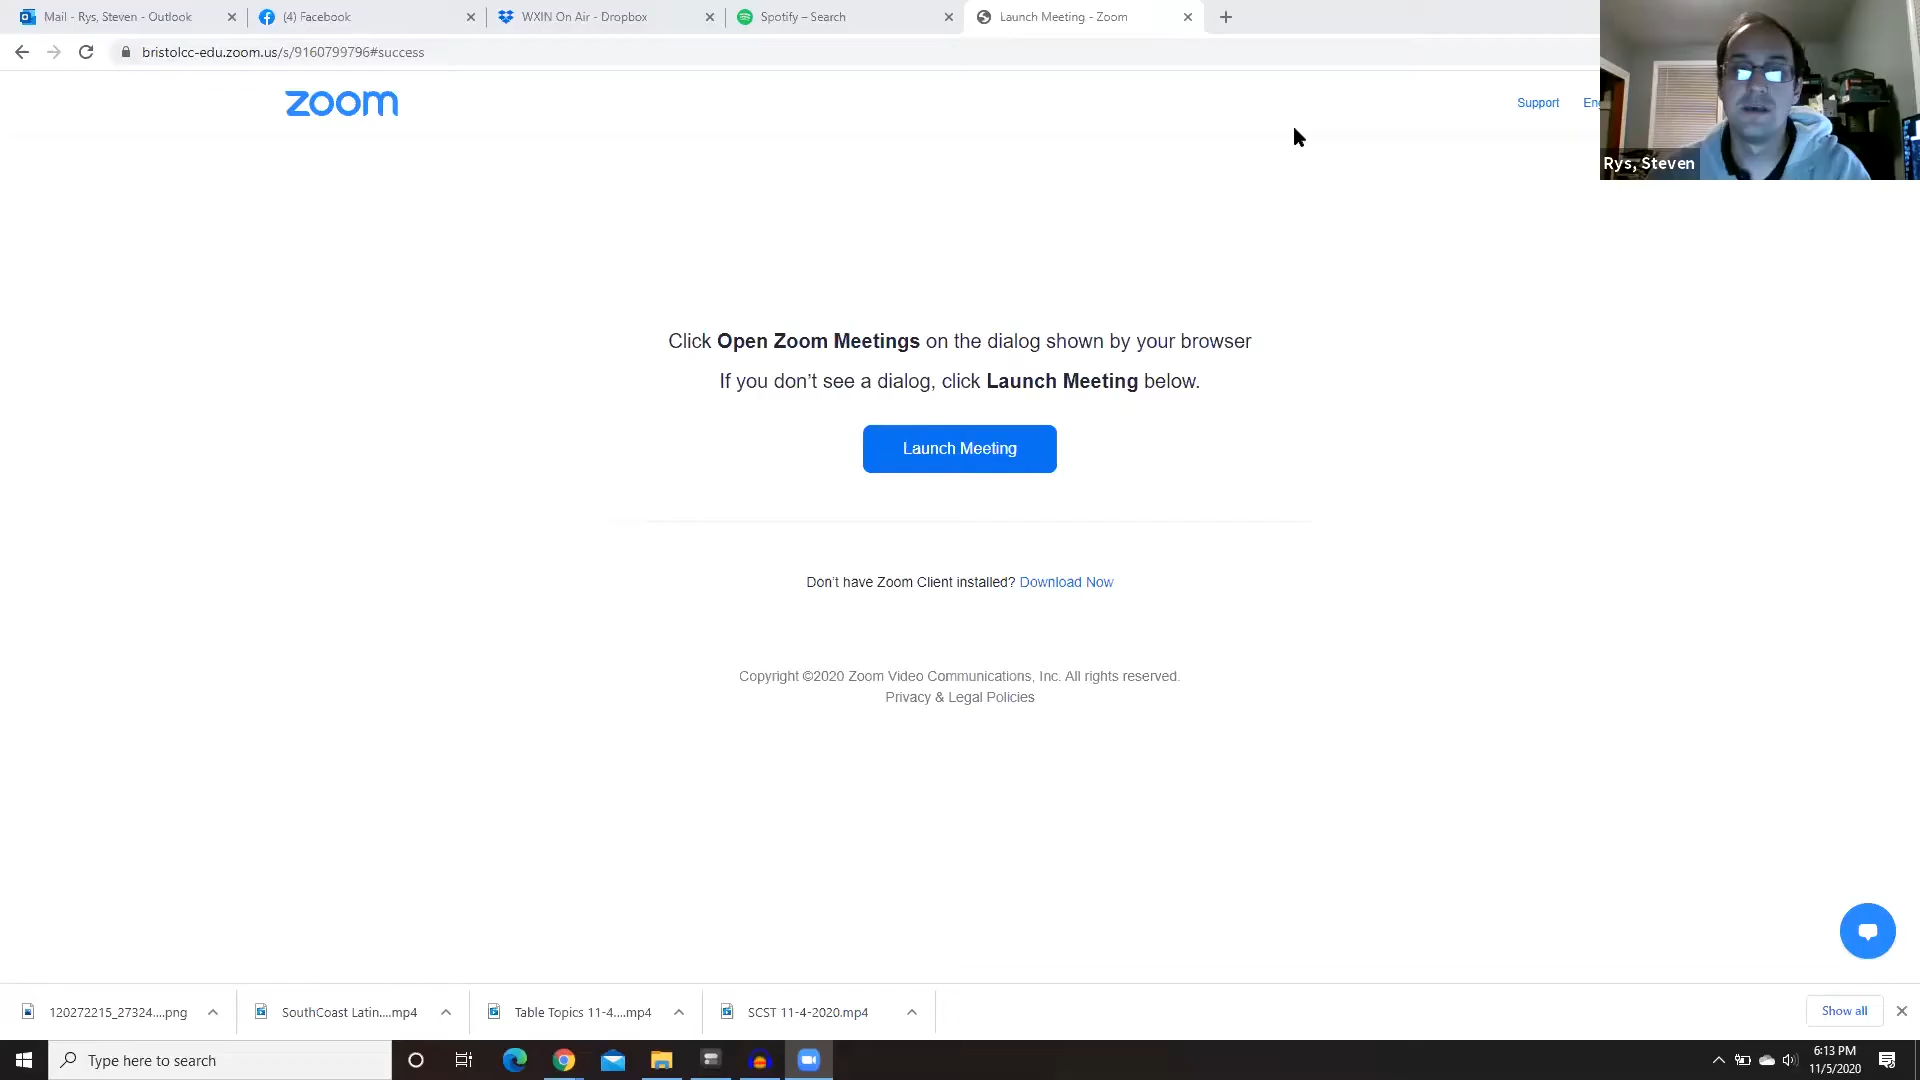 Mail - Rys, Steven - Outlook
(4) Facebook
WXIN On Air - Dropbox
Spotify – Search
Launch Meeting - Zoom
bristolcc-edu.zoom.us/s/9160799796#success
zoom
Support
En
Rys, Steven
Click Open Zoom Meetings on the dialog shown by your browser
If you don’t see a dialog, click Launch Meeting below.
Launch Meeting
Don’t have Zoom Client installed? Download Now
Copyright ©2020 Zoom Video Communications, Inc. All rights reserved.
Privacy & Legal Policies
120272215_27324....png
SouthCoast Latin....mp4
Table Topics 11-4....mp4
SCST 11-4-2020.mp4
Show all
Type here to search
6:13 PM
11/5/2020